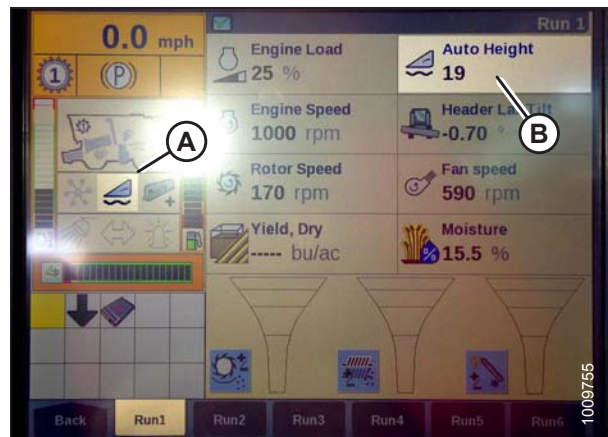 0.0 mph
Run 1
1
(P)
Engine Load
25 %
Auto Height
19
Engine Speed
1000 rpm
Header La Tilt
-0.70 °
A
B
Rotor Speed
170 rpm
Fan speed
590 rpm
Yield, Dry
----- bu/ac
Moisture
15.5 %
Back
Run1
Run2
Run3
Run4
Run5
Run6
1009755